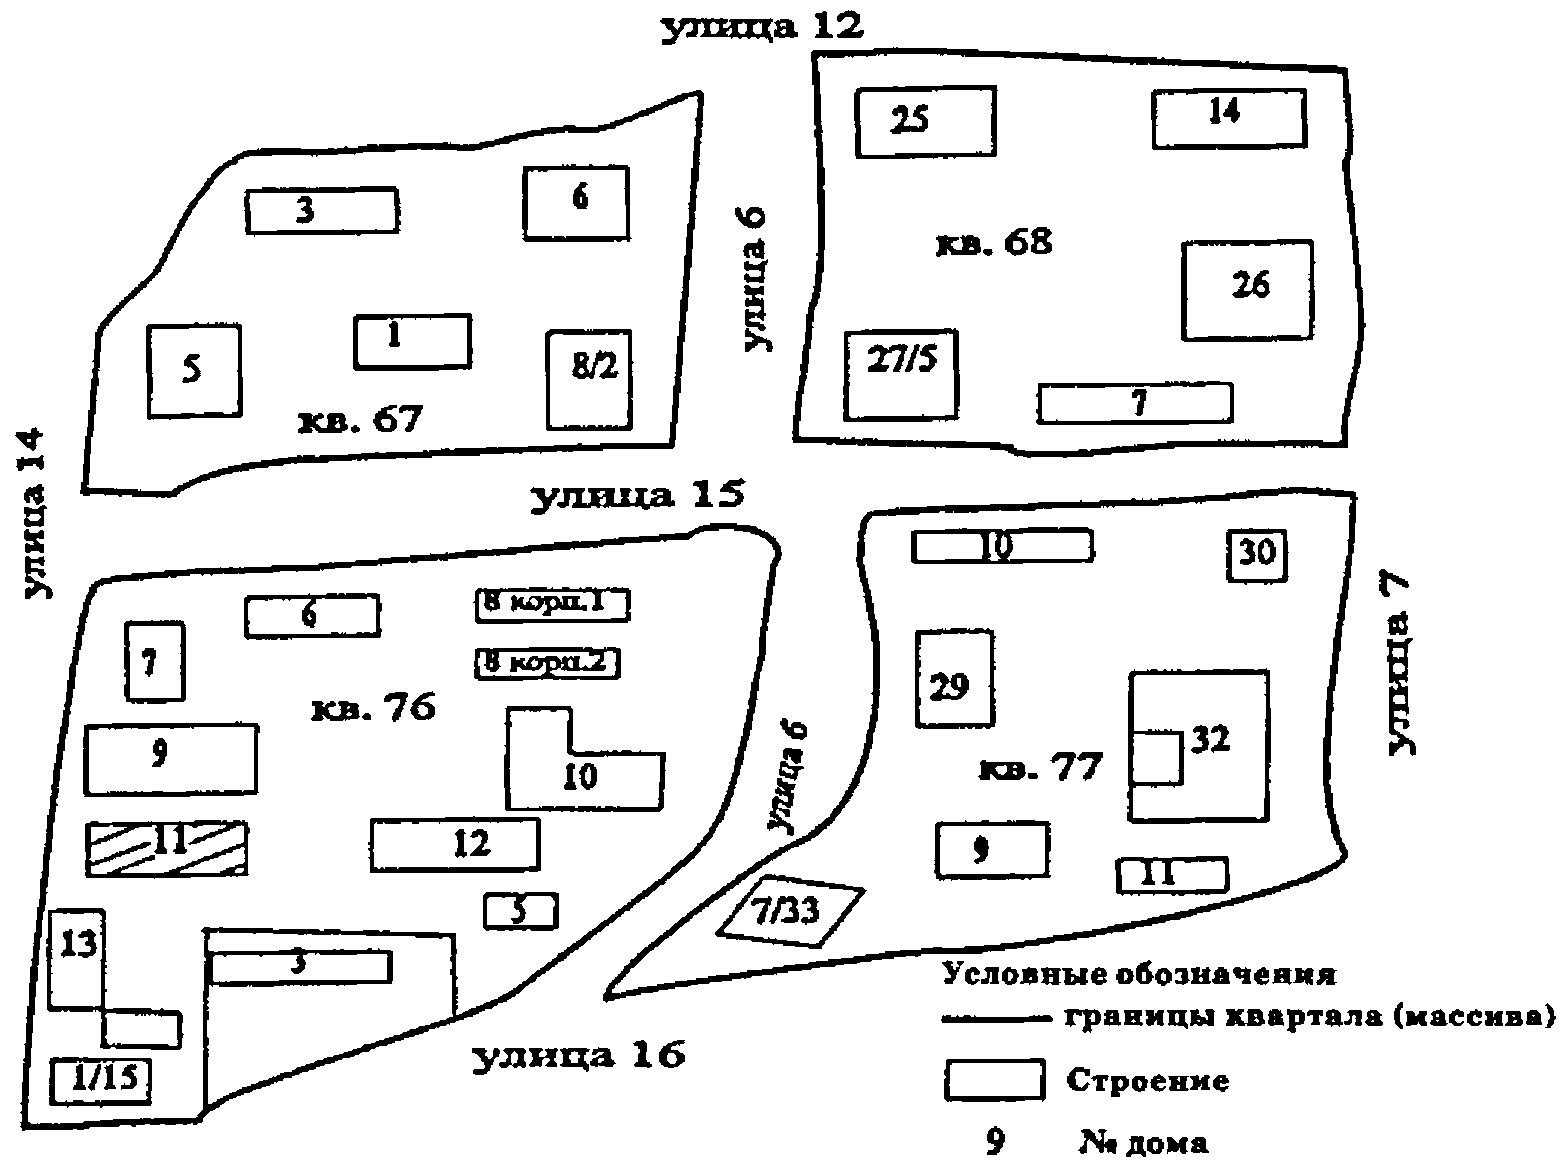 улица 12
25
14
3
6
улица 6
кв. 68
26
5
1
8/2
27/5
7
кв. 67
улица 14
улица 15
10
30
6
8 корп.1
7
8 корп.2
29
улица 7
кв. 76
9
10
улица 6
кв. 77
32
11
12
9
11
5
7/33
13
3
1/15
улица 16
Условные обозначения
границы квартала (массива)
Строение
9 № дома